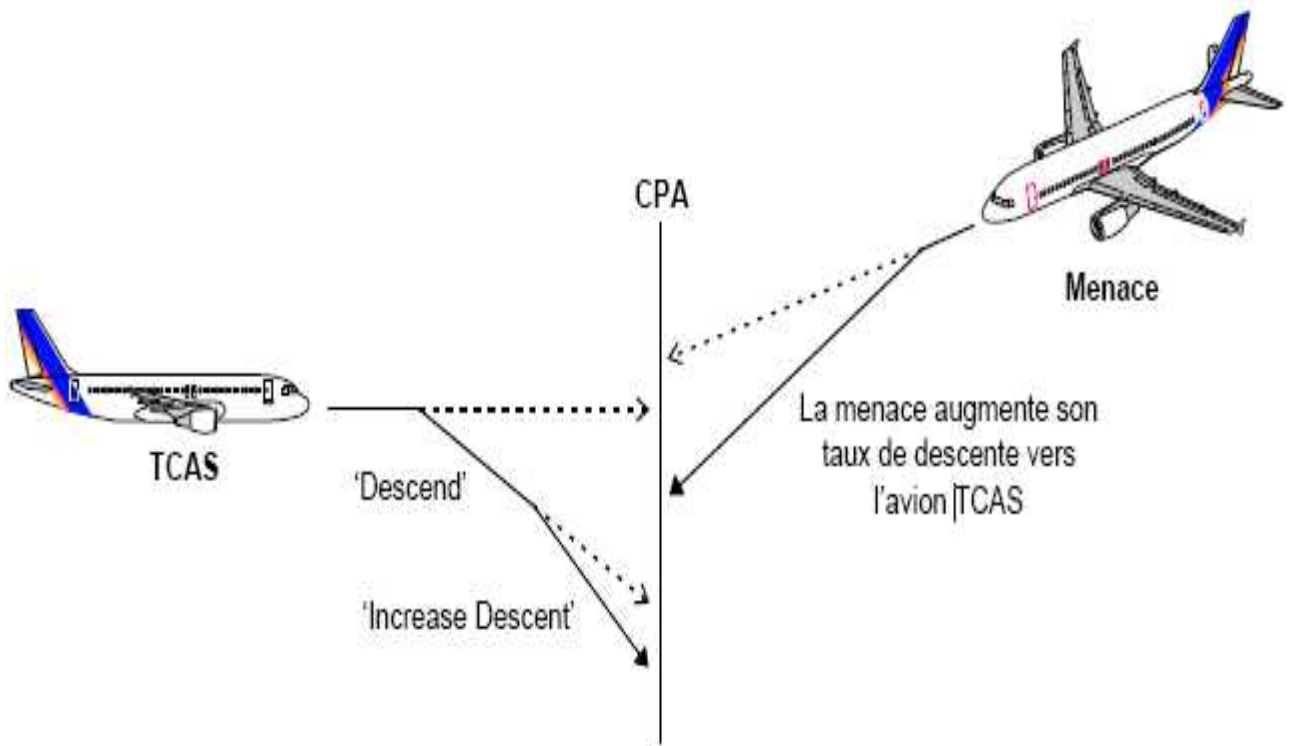 CPA
Menace
TCAS
La menace augmente son
taux de descente vers
l'avion TCAS
‘Descend’
‘Increase Descent’